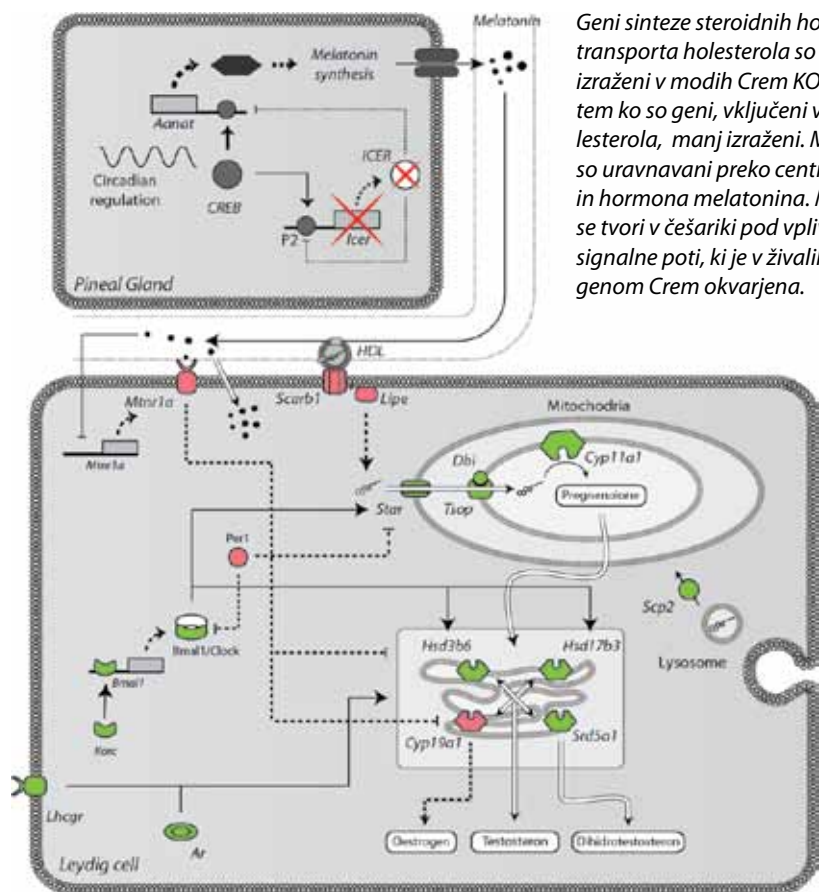 Melatonin
Geni sinteze steroidnih ho
transporta holesterola so
izraženi v modih Crem KO
tem ko so geni, vključeni v
lesterola, manj izraženi. M
so uravnavani preko centr
in hormona melatonina.
se tvori v češariki pod vpliv
signalne poti, ki je v živali
genom Crem okvarjena.
Melatonin
synthesis
Aanat
ICER
Circadian
regulation
CREB
P2
Icer
Pineal Gland
HDL
Mtnr1a
Scarb1
Lipe
Mtnr1a
Mitochodria
Dbi
Cyp11a1
Star
Tsop
Pregnenolone
Per1
Scp2
Bmal1/Clock
Hsd3b6
Hsd17b3
Lysosome
Bmal1
Cyp19a1
Srd5a1
Rorc
Lhcgr
Ar
Oestrogen
Testosteron
Dihidrotestosteron
Leydig cell